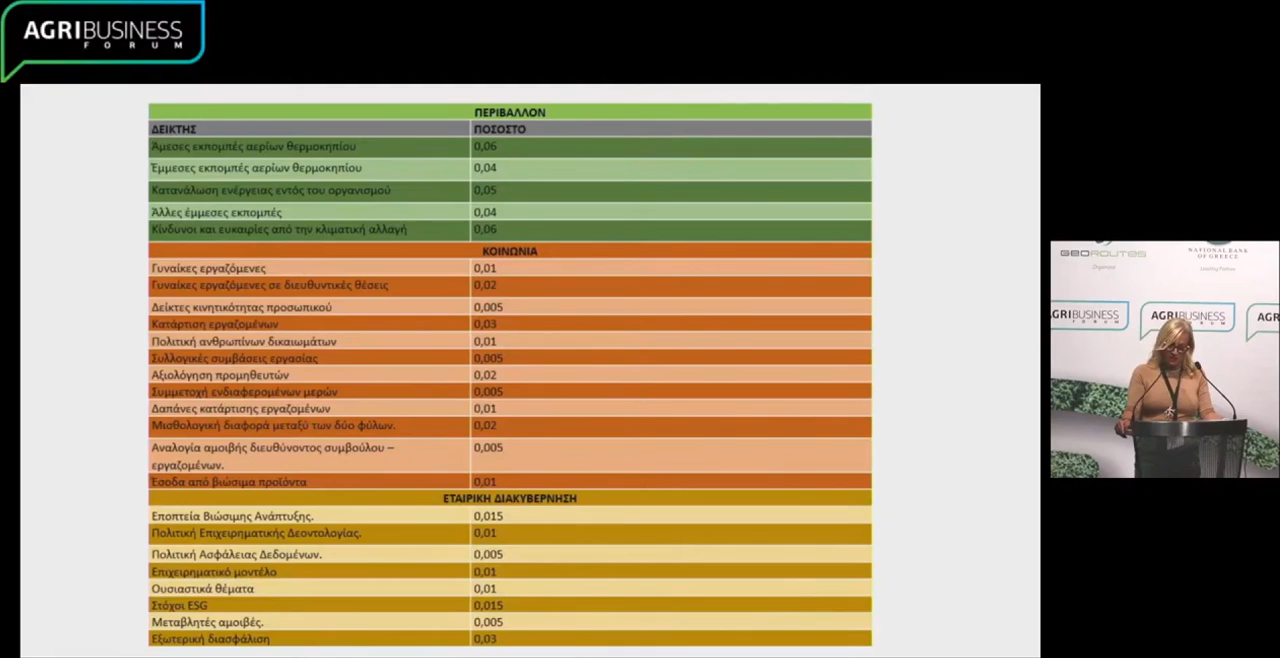 AGRIBUSINESS
FORUM
ΠΕΡΙΒΑΛΛΟΝ
ΔΕΙΚΤΗΣ ΠΟΣΟΣΤΟ
Άμεσες εκπομπές αερίων θερμοκηπίου 0,06
Έμμεσες εκπομπές αερίων θερμοκηπίου 0,04
Κατανάλωση ενέργειας εντός του οργανισμού 0,05
Άλλες έμμεσες εκπομπές 0,04
Κίνδυνοι και ευκαιρίες από την κλιματική αλλαγή 0,06
ΚΟΙΝΩΝΙΑ
Γυναίκες εργαζόμενες 0,01
Γυναίκες εργαζόμενες σε διευθυντικές θέσεις 0,02
Δείκτες κινητικότητας προσωπικού 0,005
Κατάρτιση εργαζομένων 0,03
Πολιτική ανθρωπίνων δικαιωμάτων 0,01
Συλλογικές συμβάσεις εργασίας 0,005
Αξιολόγηση προμηθευτών 0,02
Συμμετοχή ενδιαφερομένων μερών 0,005
Δαπάνες κατάρτισης εργαζομένων 0,01
Μισθολογική διαφορά μεταξύ των δύο φύλων. 0,02
Αναλογία αμοιβής διευθύνοντος συμβούλου – 0,005
εργαζομένων.
Έσοδα από βιώσιμα προϊόντα 0,01
ΕΤΑΙΡΙΚΗ ΔΙΑΚΥΒΕΡΝΗΣΗ
Εποπτεία Βιώσιμης Ανάπτυξης. 0,015
Πολιτική Επιχειρηματικής Δεοντολογίας. 0,01
Πολιτική Ασφάλειας Δεδομένων. 0,005
Επιχειρηματικό μοντέλο 0,01
Ουσιαστικά θέματα 0,01
Στόχοι ESG 0,015
Μεταβλητές αμοιβές. 0,005
Εξωτερική διασφάλιση 0,03
GEOROUTES
Organizer
NATIONAL BANK
OF GREECE
Leading Partner
AGRIBUSINESS
FORUM
AGRIBUSINESS
FORUM
AGR